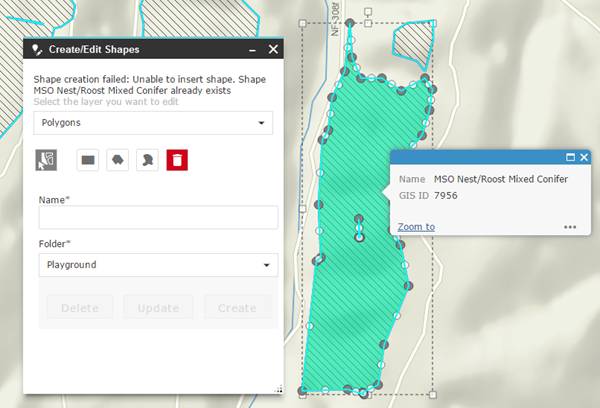 Create/Edit Shapes
Shape creation failed: Unable to insert shape. Shape
MSO Nest/Roost Mixed Conifer already exists
Select the layer you want to edit
Polygons
Name*
Folder*
Playground
Delete Update Create
NF-3086
Name MSO Nest/Roost Mixed Conifer
GIS ID 7956
Zoom to